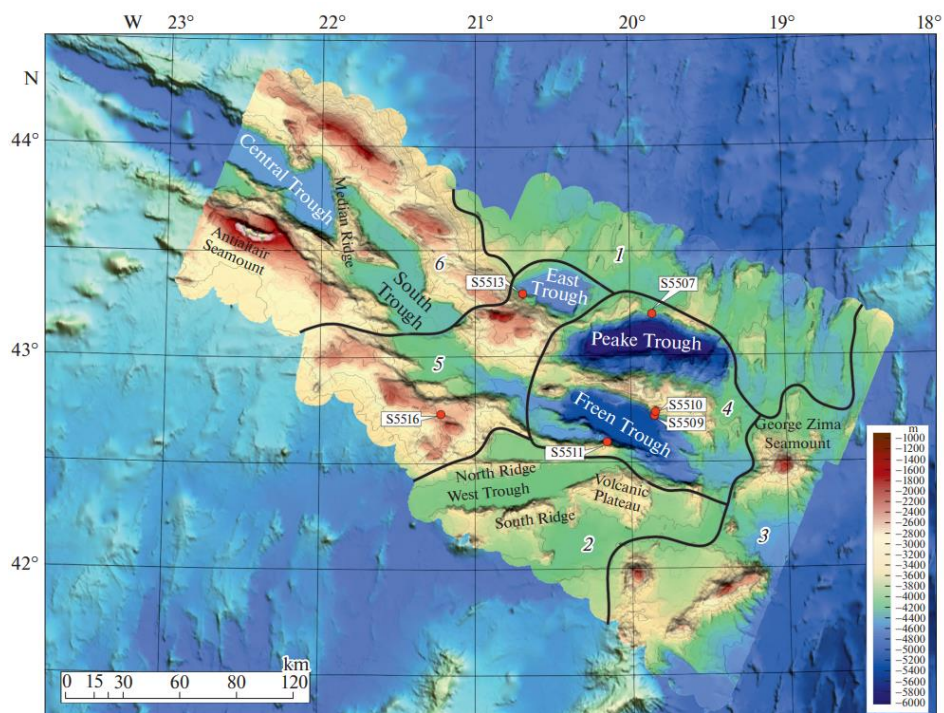 W 23° 22° 21° 20° 19° 18°
N
44°
43°
42°
Central Trough
Median Ridge
Antialtair
Seamount
South
Trough
6
1
S5513
East
Trough
S5507
Peake Trough
5
4
S5516
Freen Trough
S5510
S5509
S5511
George Zima
Seamount
North Ridge
West Trough
Volcanic
Plateau
South Ridge
2
3
km
0 15 30 60 90 120
m
−1000
−1200
−1400
−1600
−1800
−2000
−2200
−2400
−2600
−2800
−3000
−3200
−3400
−3600
−3800
−4000
−4200
−4400
−4600
−4800
−5000
−5200
−5400
−5600
−5800
−6000